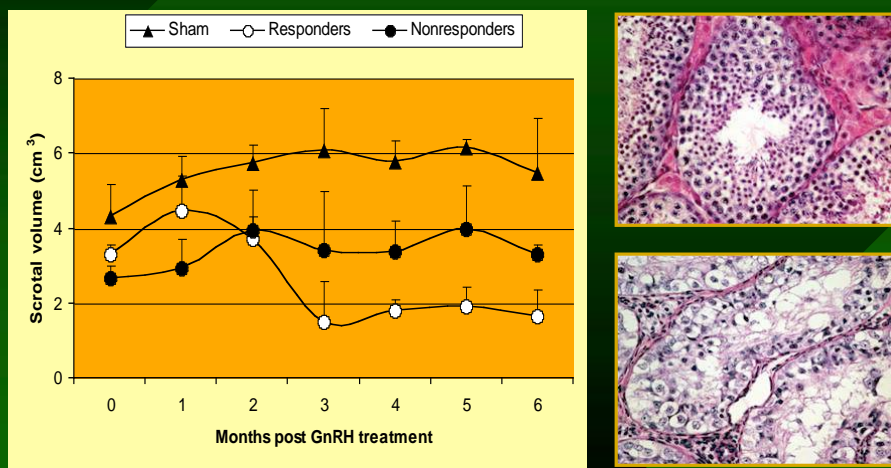 Sham Responders Nonresponders
Scrotal volume (cm³)
8
6
4
2
0
0 1 2 3 4 5 6
Months post GnRH treatment